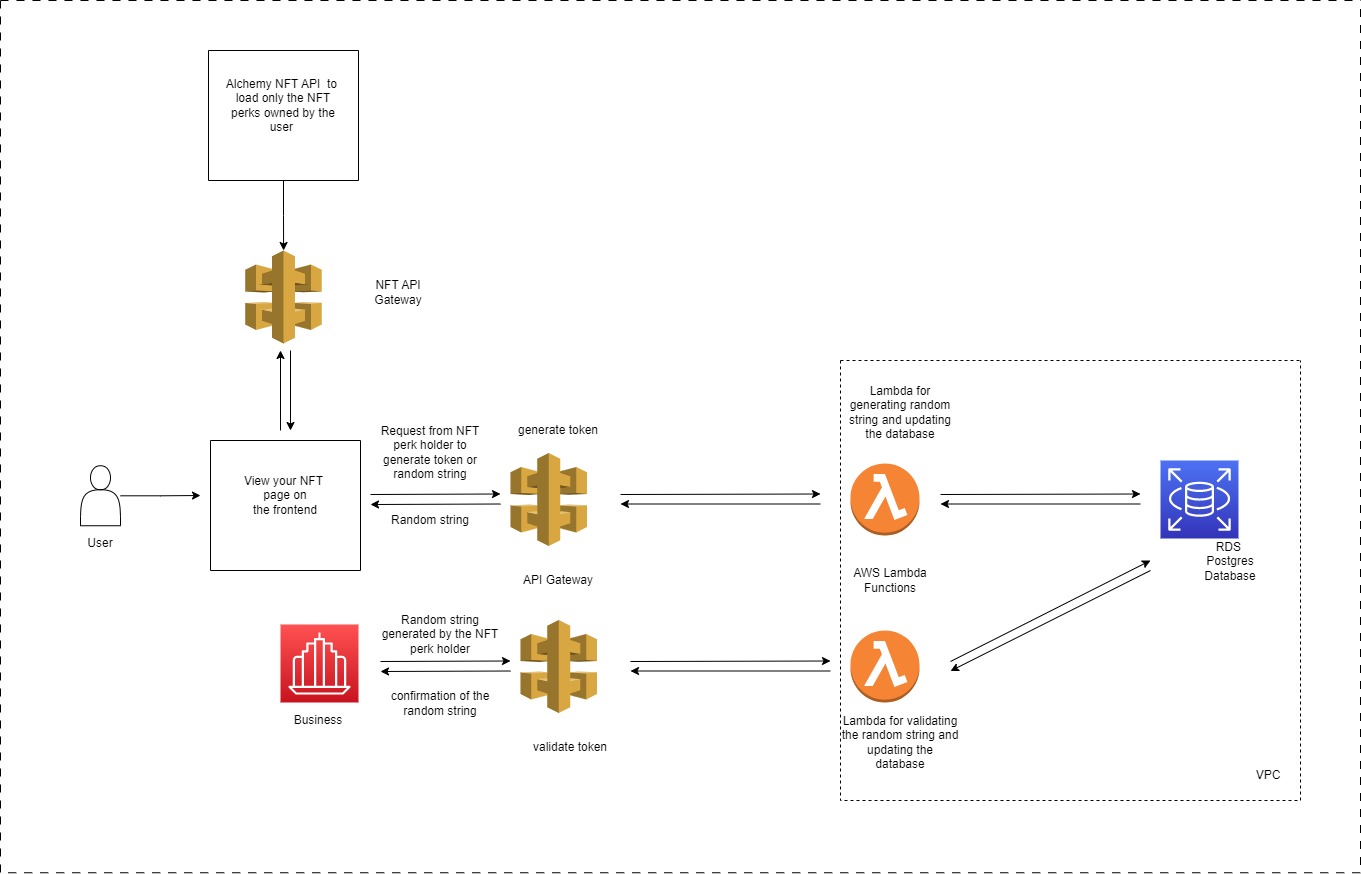 Alchemy NFT API  to
load only the NFT
perks owned by the
user
NFT API
Gateway
View your NFT
page on
the frontend
User
Request from NFT
perk holder to
generate token or
random string
Random string
generate token
API Gateway
Lambda for
generating random
string and updating
the database
AWS Lambda
Functions
RDS
Postgres
Database
Business
Random string
generated by the NFT
perk holder
confirmation of the
random string
validate token
Lambda for validating
the random string and
updating the
database
VPC